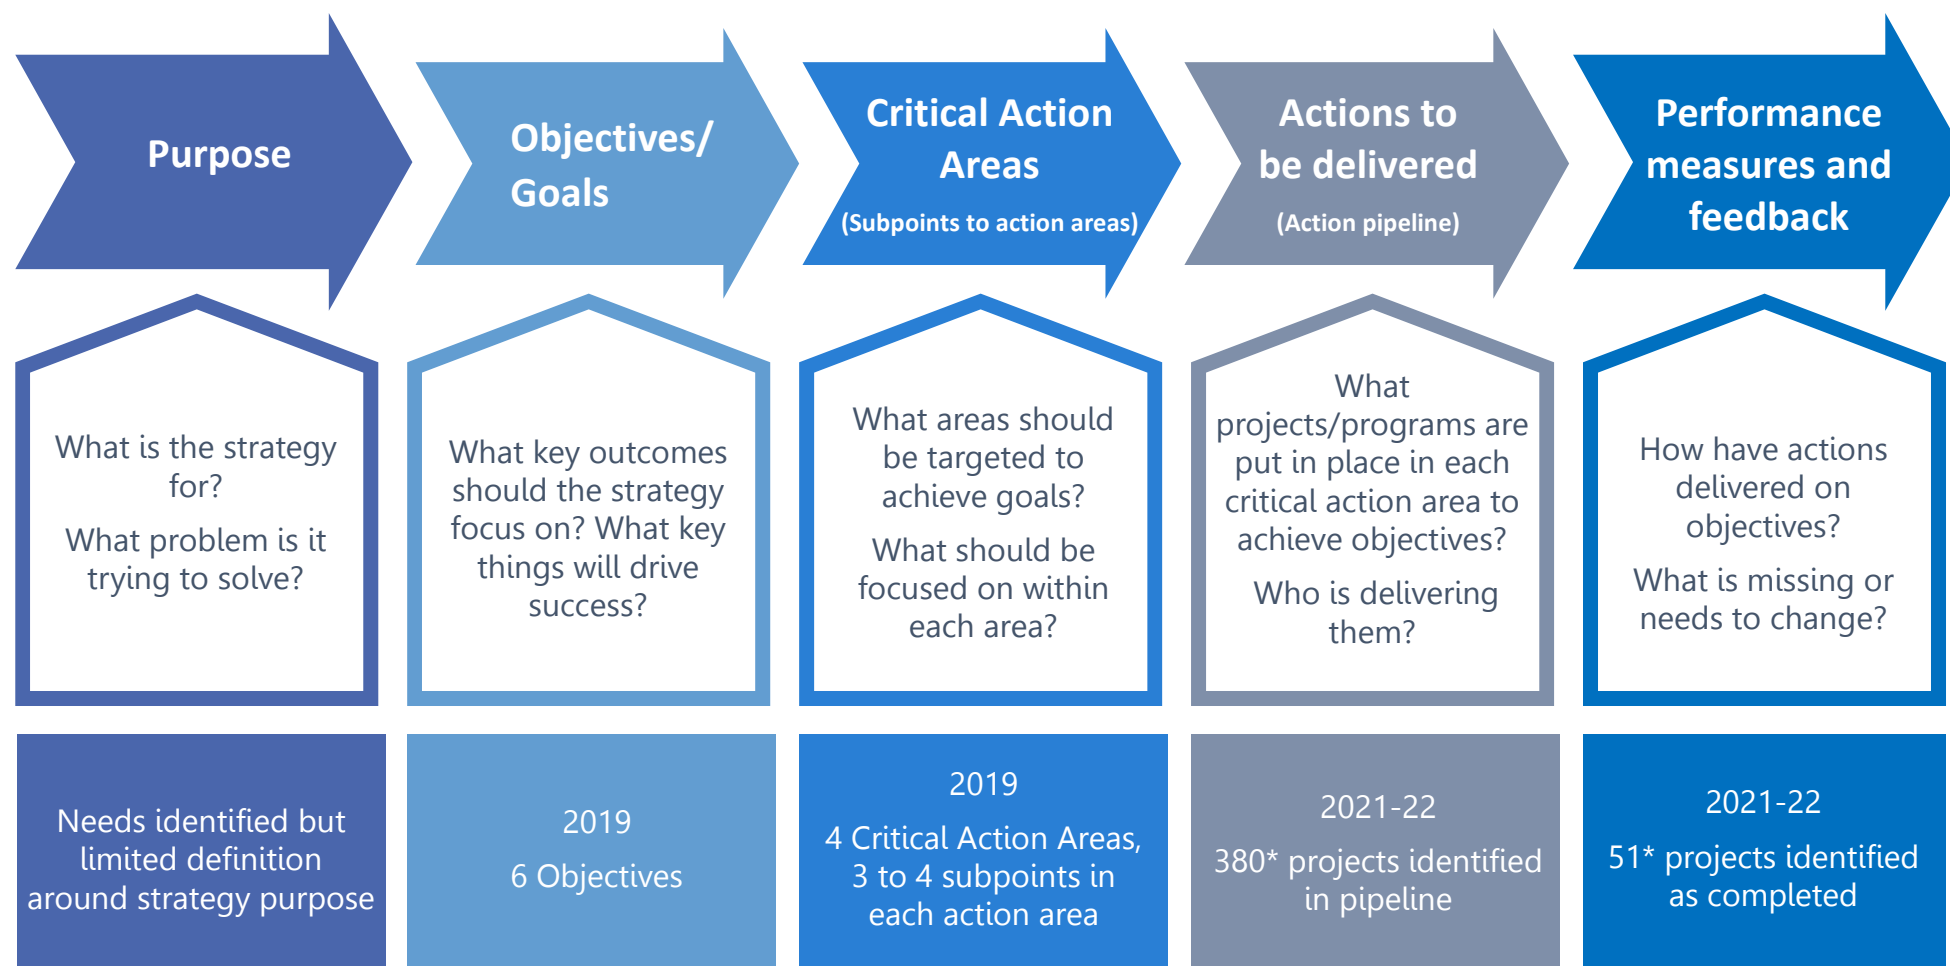 Purpose
Objectives/
Goals
Critical Action
Areas
(Subpoints to action areas)
Actions to
be delivered
(Action pipeline)
Performance
measures and
feedback
What is the strategy
for?
What problem is it
trying to solve?
What key outcomes
should the strategy
focus on? What key
things will drive
success?
What areas should
be targeted to
achieve goals?
What should be
focused on within
each area?
What
projects/programs are
put in place in each
critical action area to
achieve objectives?
Who is delivering
them?
How have actions
delivered on
objectives?
What is missing or
needs to change?
Needs identified but
limited definition
around strategy purpose
2019
6 Objectives
2019
4 Critical Action Areas,
3 to 4 subpoints in
each action area
2021-22
380* projects identified
in pipeline
2021-22
51* projects identified
as completed